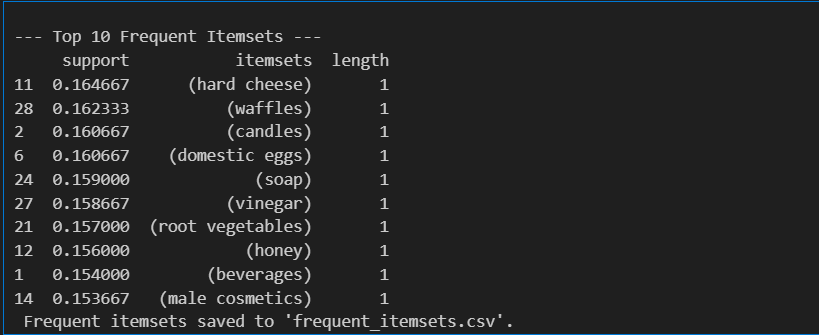 --- Top 10 Frequent Itemsets ---
support itemsets length
11 0.164667 (hard cheese) 1
28 0.162333 (waffles) 1
2 0.160667 (candles) 1
6 0.160667 (domestic eggs) 1
24 0.159000 (soap) 1
27 0.158667 (vinegar) 1
21 0.157000 (root vegetables) 1
12 0.156000 (honey) 1
1 0.154000 (beverages) 1
14 0.153667 (male cosmetics) 1
Frequent itemsets saved to 'frequent_itemsets.csv'.